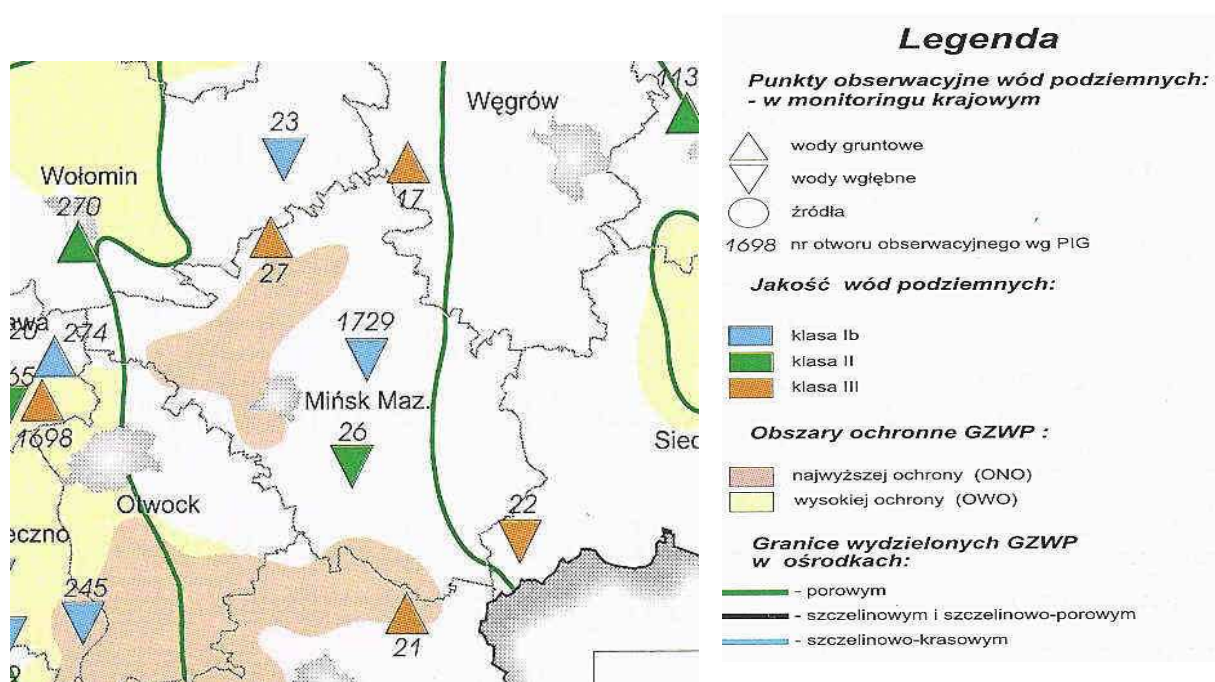 Węgrów
113
23
17
Wołomin
270
27
274
1729
Mińsk Maz.
1698
26
Otwock
22
245
21
Legenda
Punkty obserwacyjne wód podziemnych:
- w monitoringu krajowym
wody gruntowe
wody wgłębne
źródła
1698 nr otworu obserwacyjnego wg PIG
Jakość wód podziemnych:
klasa Ib
klasa II
klasa III
Obszary ochronne GZWP :
najwyższej ochrony (ONO)
wysokiej ochrony (OWO)
Granice wydzielonych GZWP
w ośrodkach:
- porowym
- szczelinowym i szczelinowo-porowym
- szczelinowo-krasowym